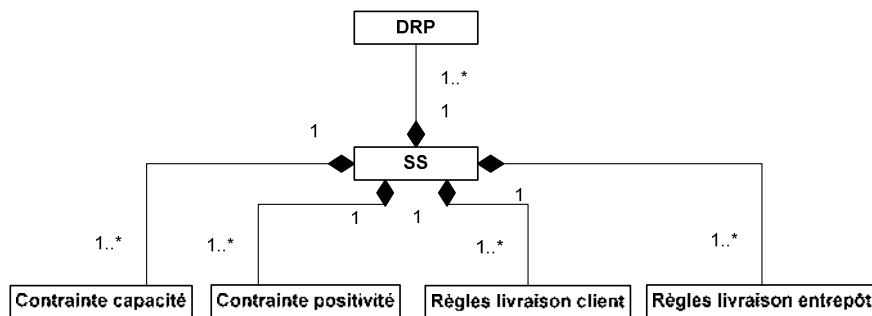 DRP
1..*
1
1
SS
1
1
1
1..*
1..*
1..*
1..*
Contrainte capacité
Contrainte positivité
Règles livraison client
Règles livraison entrepôt